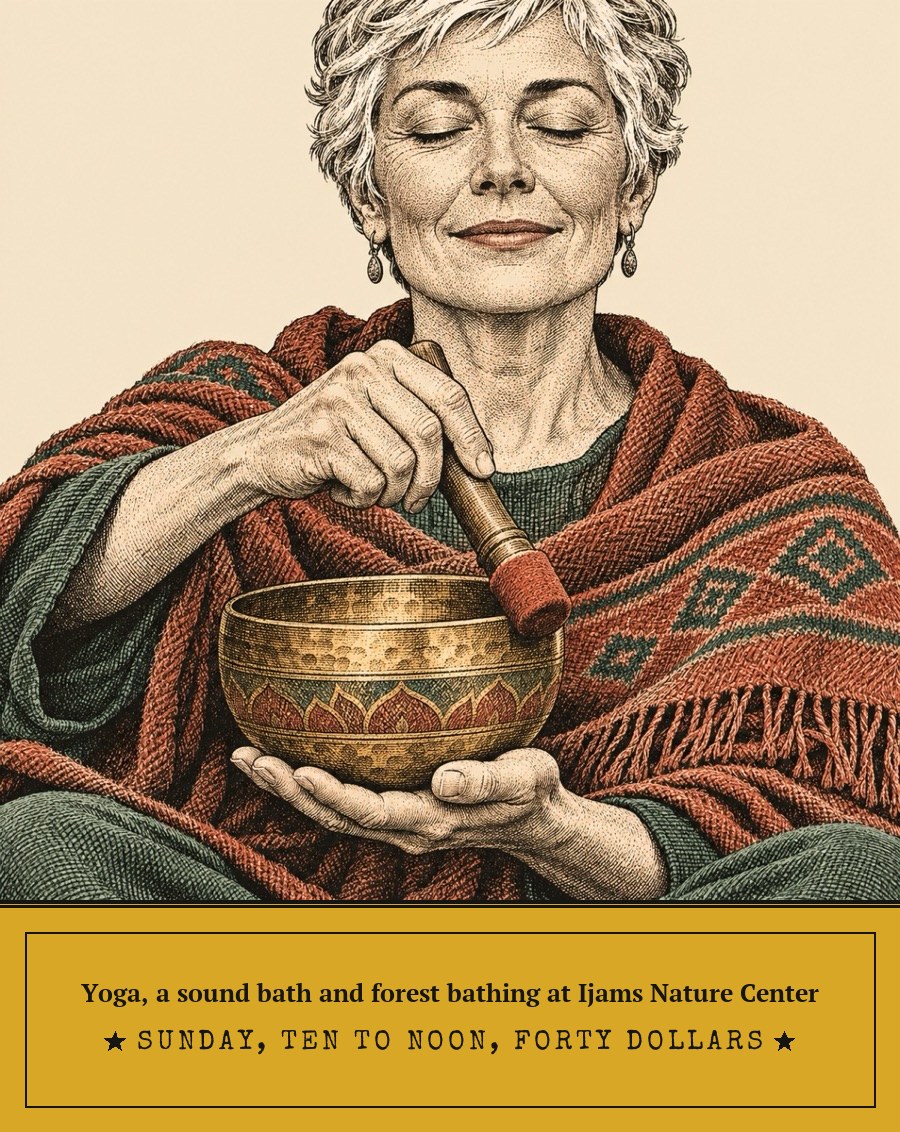 Yoga, a sound bath and forest bathing at Ijams Nature Center
★ SUNDAY, TEN TO NOON, FORTY DOLLARS ★